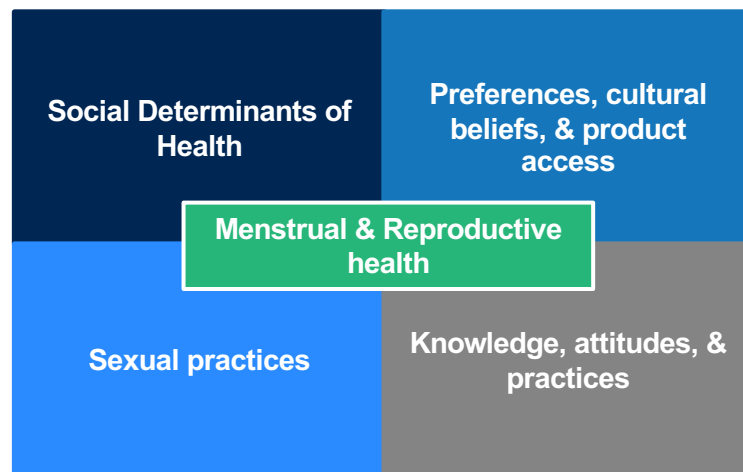 Social Determinants of
Health
Preferences, cultural
beliefs, & product
access
Menstrual & Reproductive
health
Sexual practices
Knowledge, attitudes, &
practices